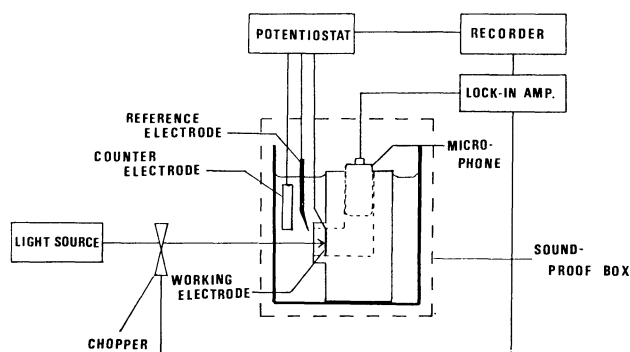 POTENTIOSTAT
RECORDER
LOCK-IN AMP.
REFERENCE
ELECTRODE
COUNTER
ELECTRODE
MICRO-
PHONE
LIGHT SOURCE
WORKING
ELECTRODE
SOUND-
PROOF BOX
CHOPPER